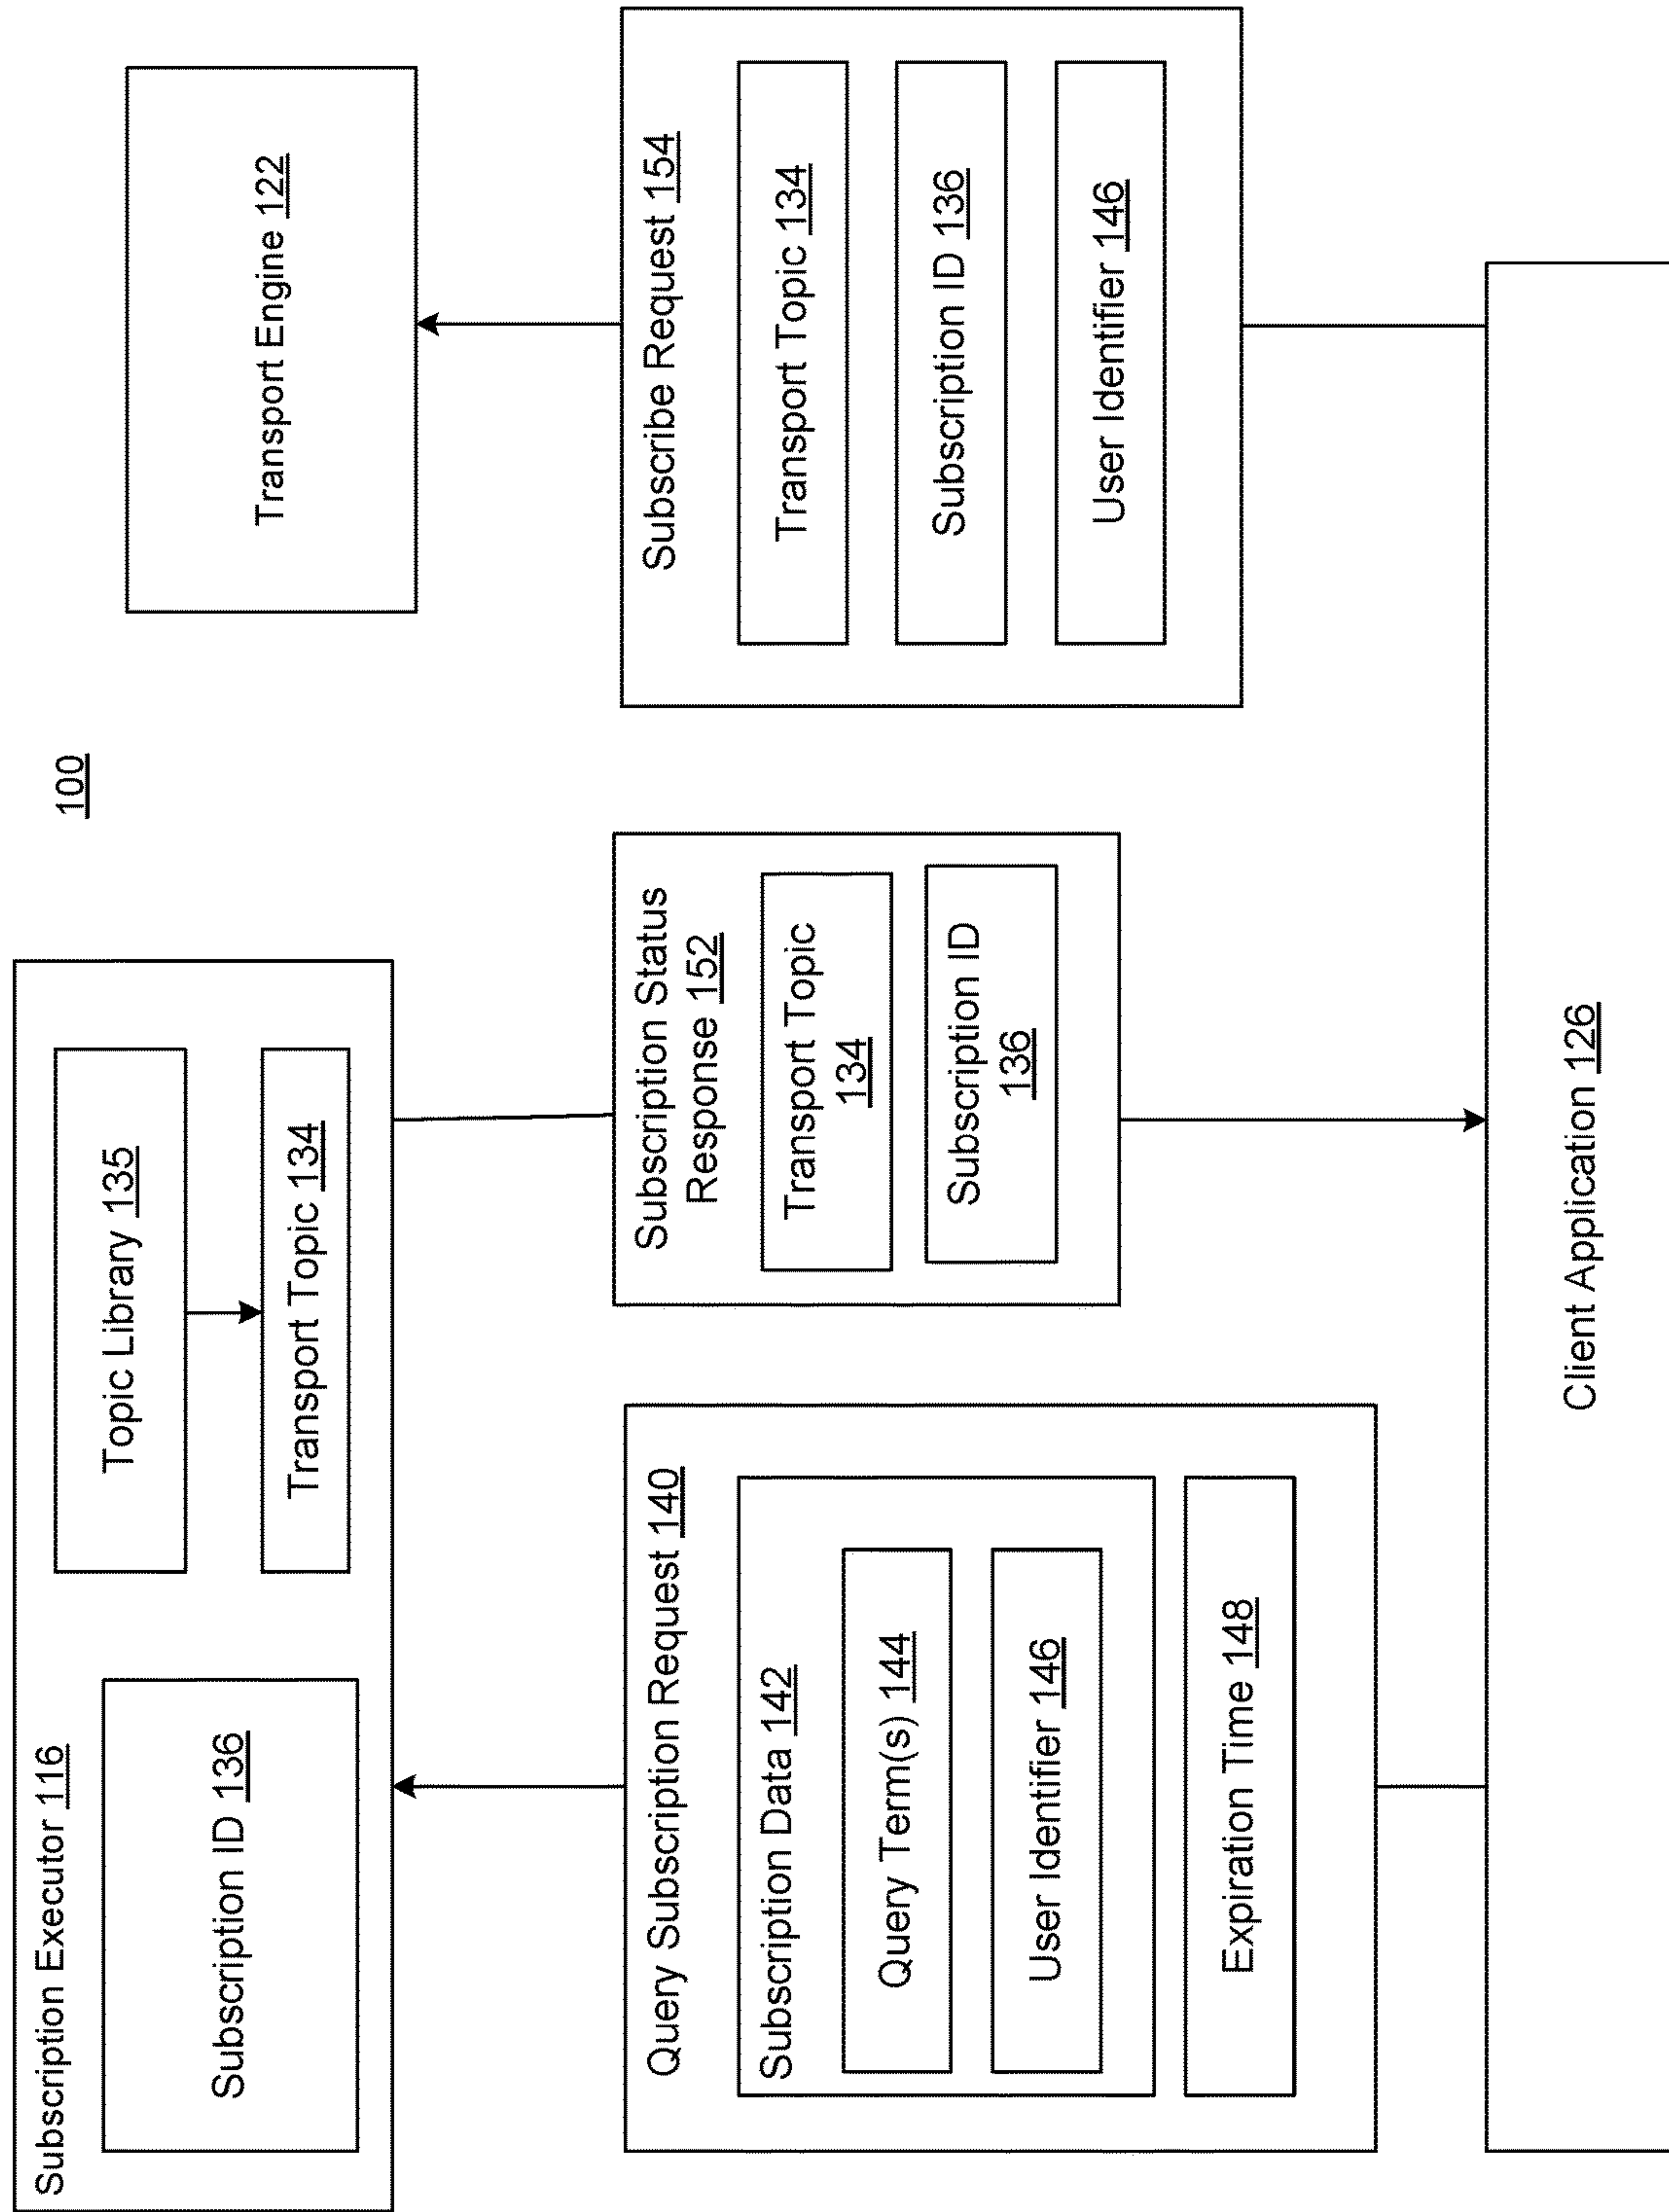 100
Subscription Executor 116
Subscription ID 136
Topic Library 135
Transport Topic 134
Transport Engine 122
Query Subscription Request 140
Subscription Data 142
Query Term(s) 144
User Identifier 146
Expiration Time 148
Subscription Status
Response 152
Transport Topic
134
Subscription ID
136
Subscribe Request 154
Transport Topic 134
Subscription ID 136
User Identifier 146
Client Application 126